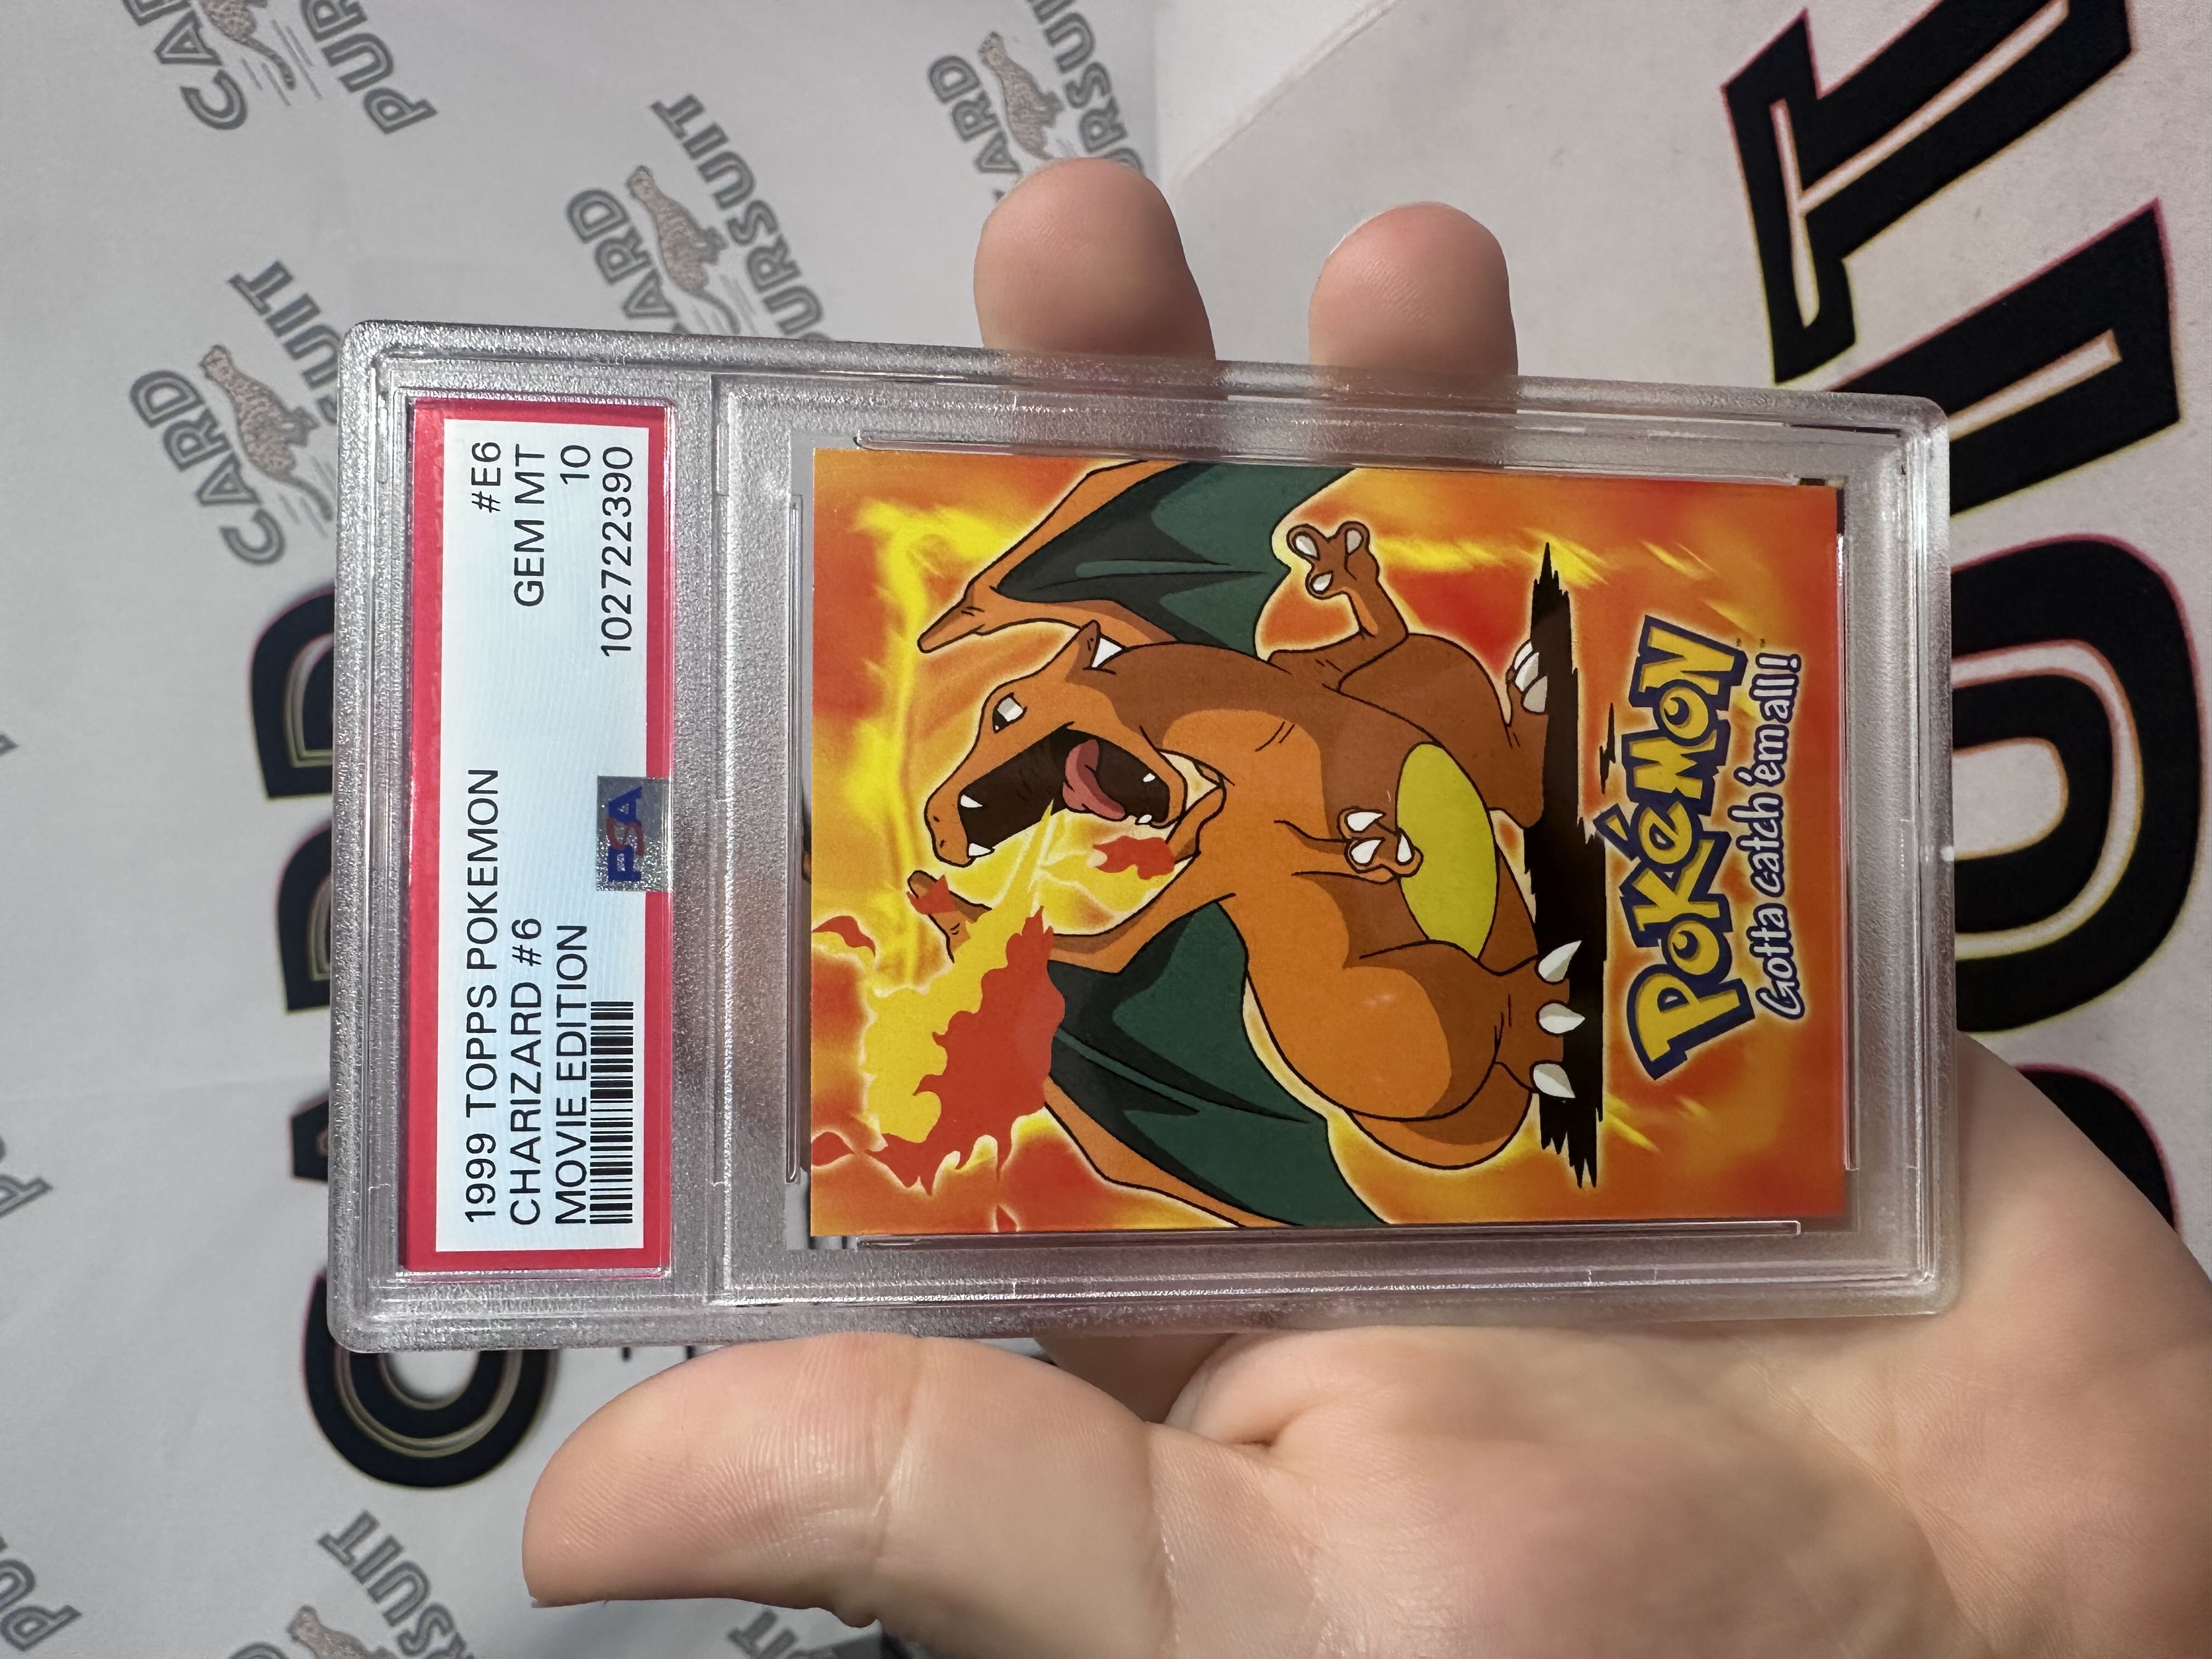 1999 TOPPS POKEMON #E6
CHARIZARD #6 GEM MT
MOVIE EDITION 10
PSA 102722390
POKéMON
Gotta catch 'em all!
CARD
PURSUIT
CARD
PURSUIT
CARD
PURSUIT
CARD